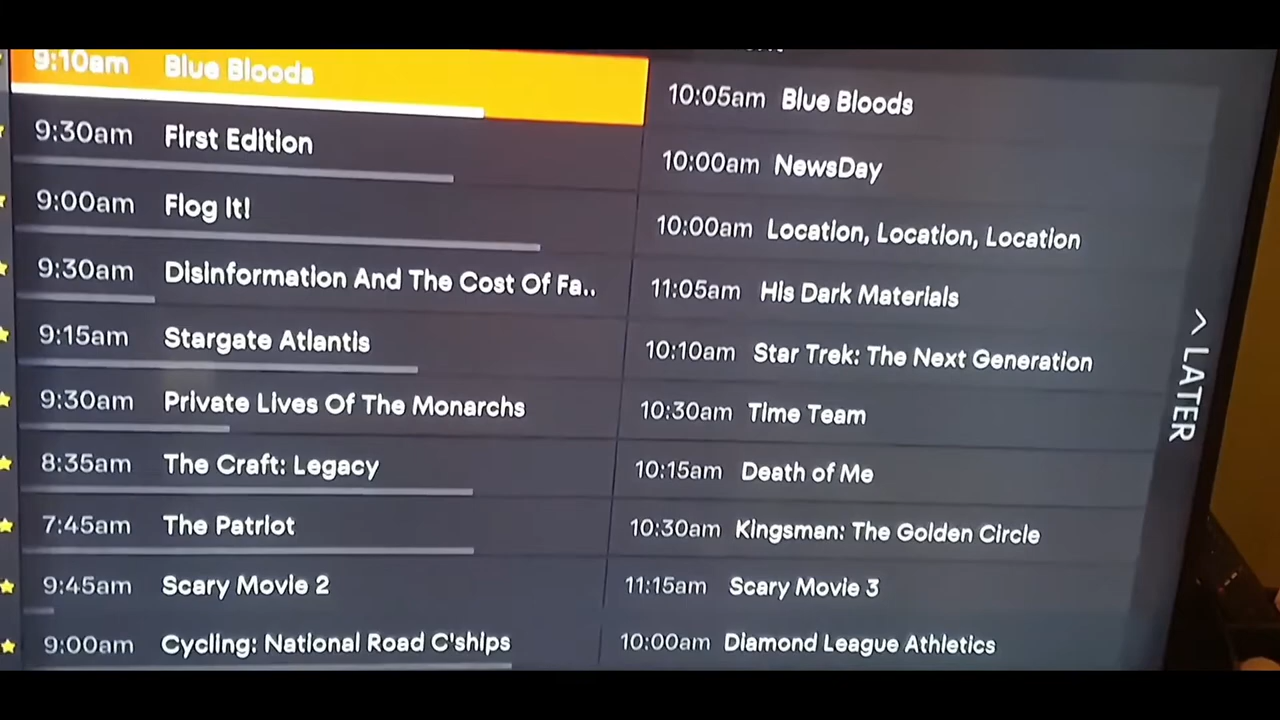 9:10am Blue Bloods
10:05am Blue Bloods
9:30am First Edition
10:00am NewsDay
9:00am Flog It!
10:00am Location, Location, Location
9:30am Disinformation And The Cost Of Fa..
11:05am His Dark Materials
9:15am Stargate Atlantis
10:10am Star Trek: The Next Generation
9:30am Private Lives Of The Monarchs
10:30am Time Team
8:35am The Craft: Legacy
10:15am Death of Me
7:45am The Patriot
10:30am Kingsman: The Golden Circle
9:45am Scary Movie 2
11:15am Scary Movie 3
9:00am Cycling: National Road C'ships
10:00am Diamond League Athletics
> LATER